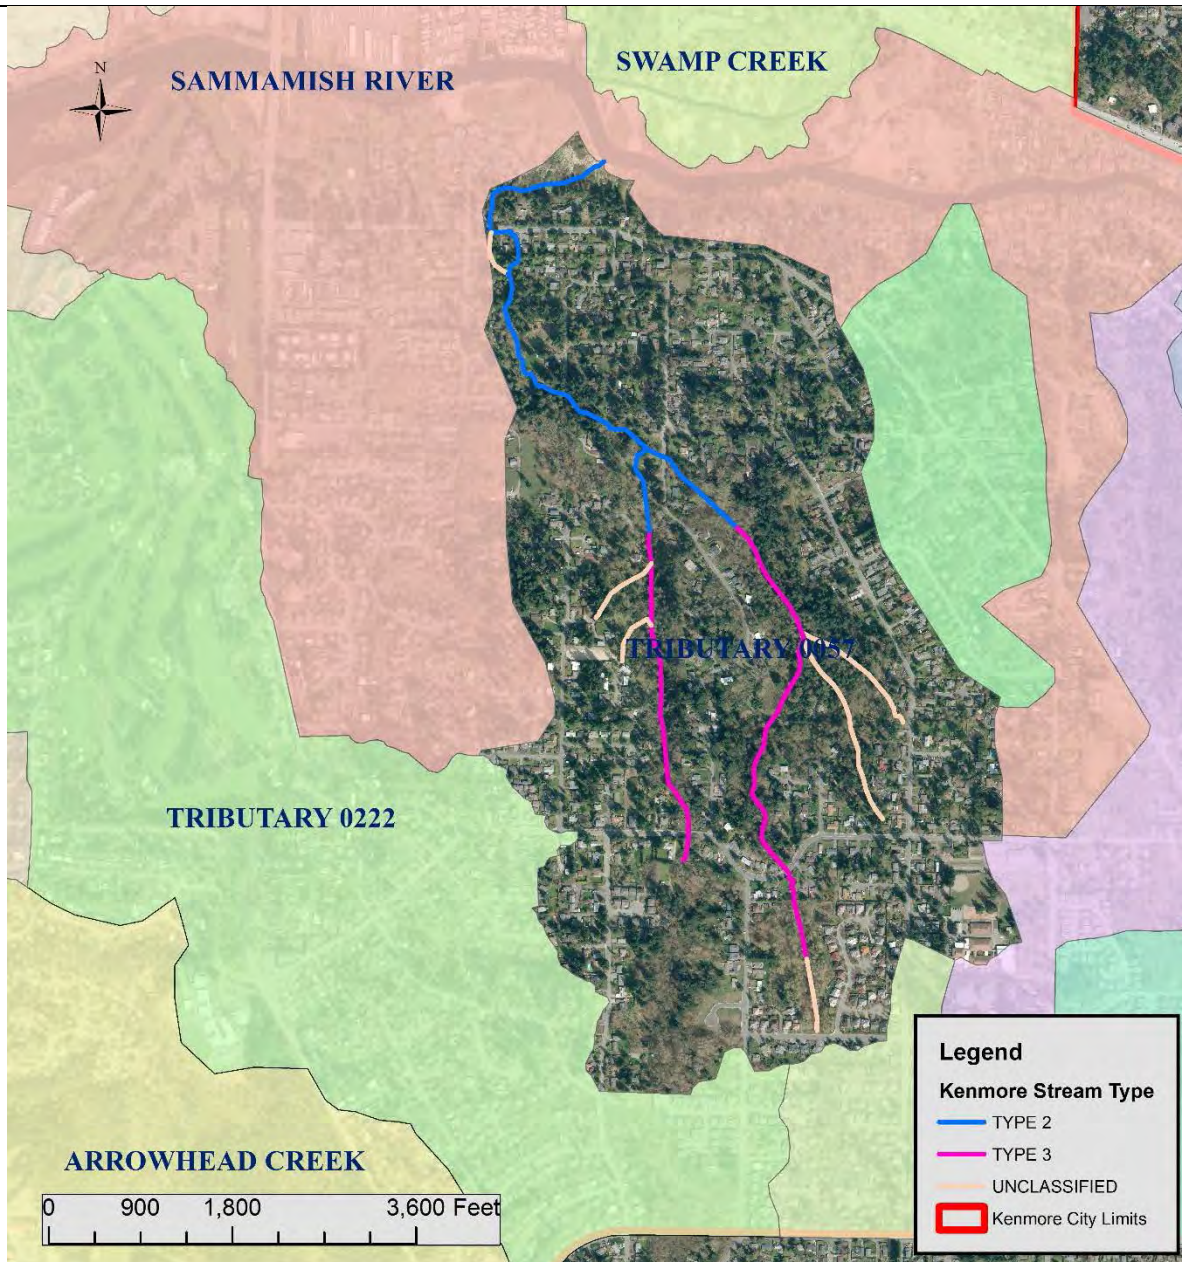 SWAMP CREEK
SAMMAMISH RIVER
N
TRIBUTARY 0057
TRIBUTARY 0222
ARROWHEAD CREEK
0 900 1,800 3,600 Feet
Legend
Kenmore Stream Type
TYPE 2
TYPE 3
UNCLASSIFIED
Kenmore City Limits